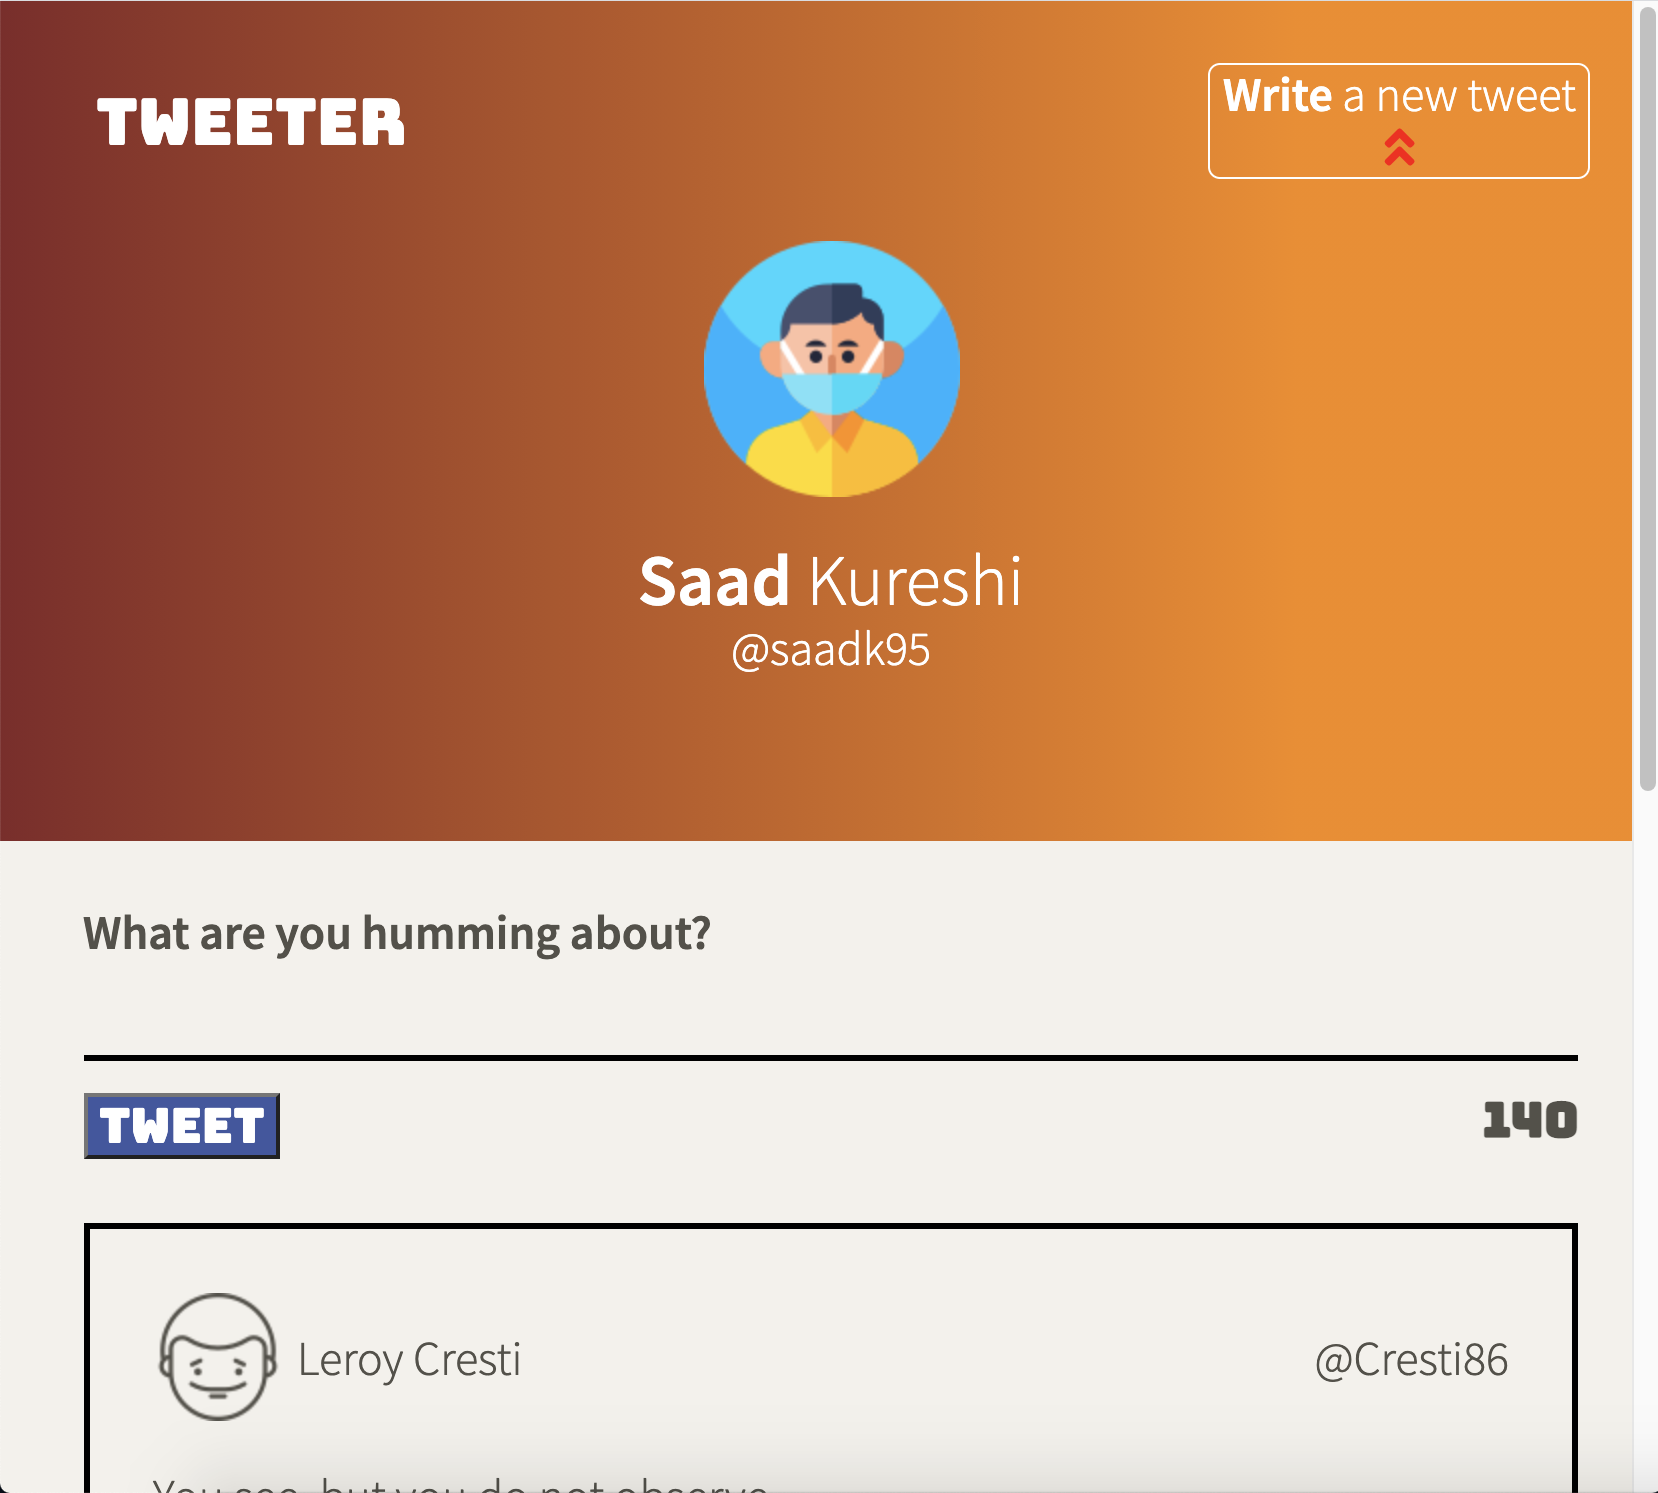 TWEETER
Write a new tweet
Saad Kureshi
@saadk95
What are you humming about?
TWEET
140
Leroy Cresti
@Cresti86
You see, but you do not observe